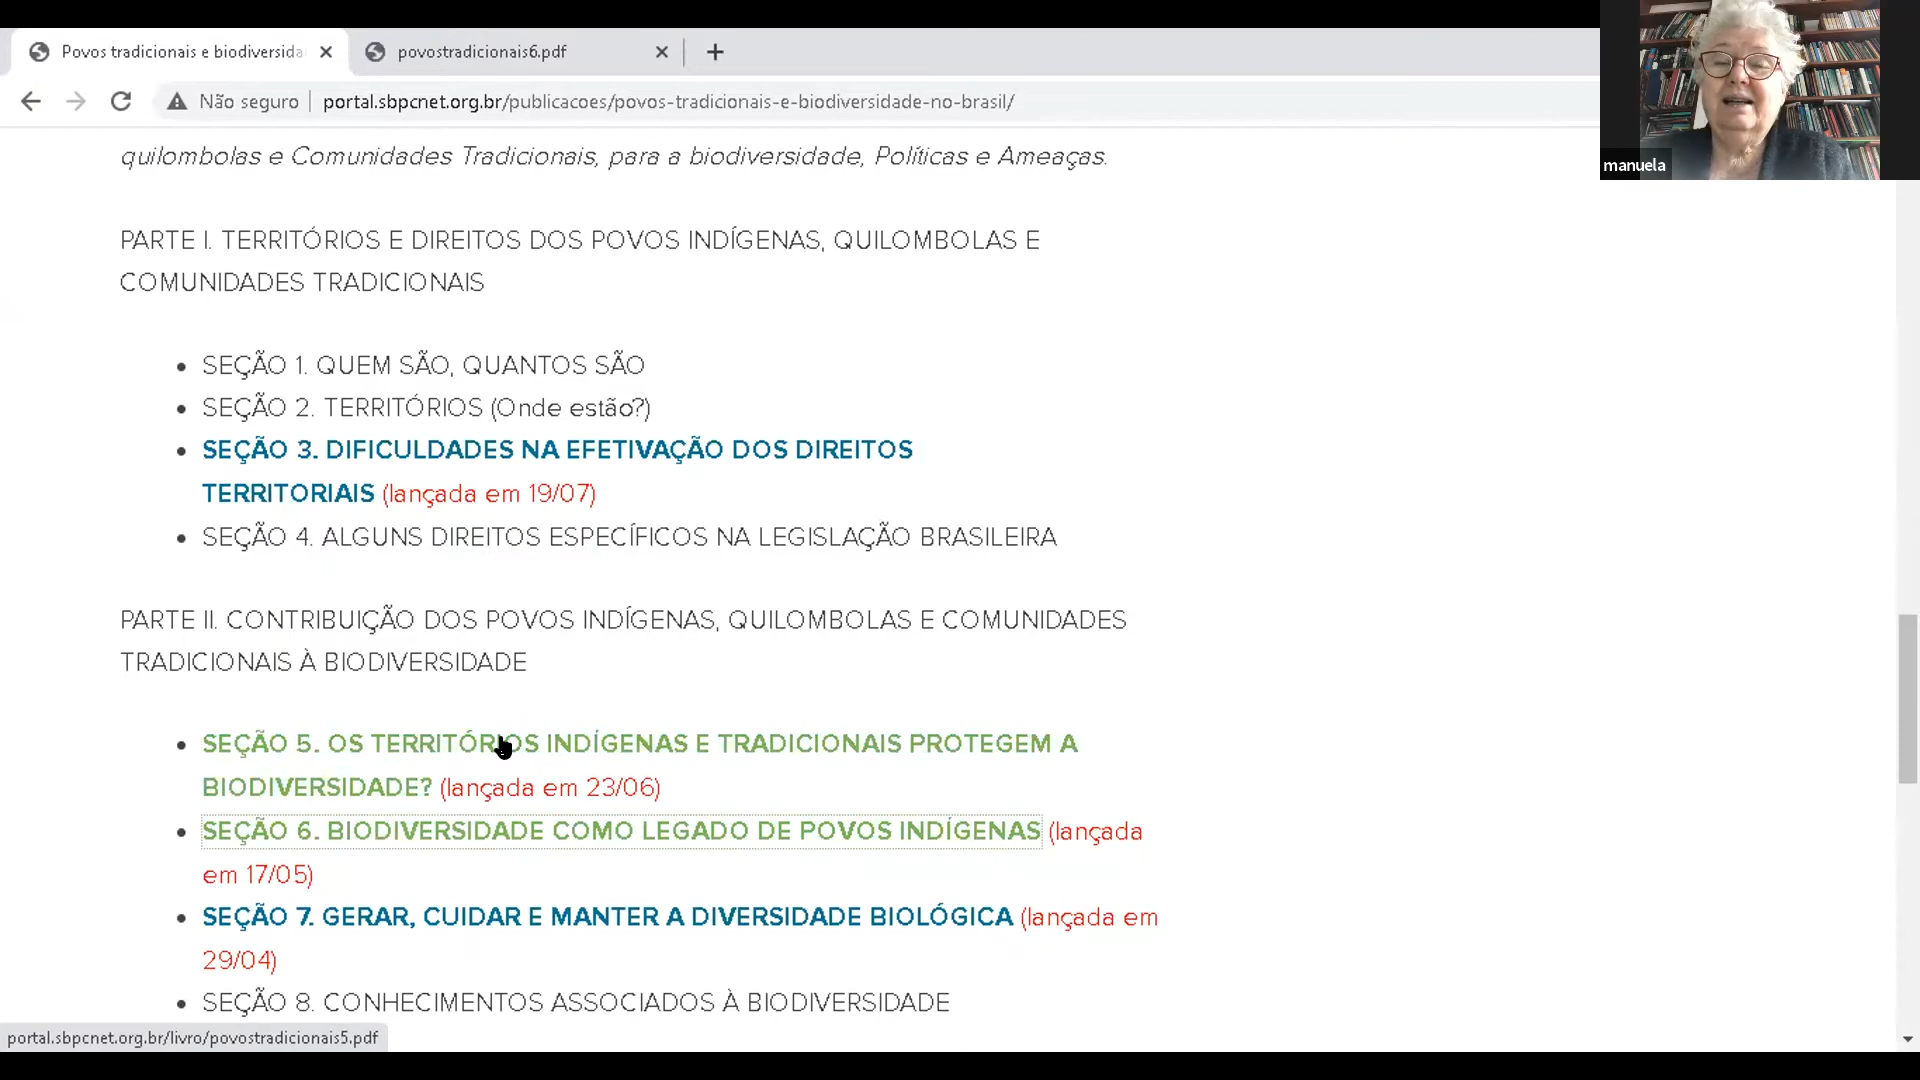 Povos tradicionais e biodiversida
povostradicionais6.pdf
Não seguro
portal.sbpcnet.org.br/publicacoes/povos-tradicionais-e-biodiversidade-no-brasil/
manuela
quilombolas e Comunidades Tradicionais, para a biodiversidade, Políticas e Ameaças.
PARTE I. TERRITÓRIOS E DIREITOS DOS POVOS INDÍGENAS, QUILOMBOLAS E
COMUNIDADES TRADICIONAIS
SEÇÃO 1. QUEM SÃO, QUANTOS SÃO
SEÇÃO 2. TERRITÓRIOS (Onde estão?)
SEÇÃO 3. DIFICULDADES NA EFETIVAÇÃO DOS DIREITOS
TERRITORIAIS (lançada em 19/07)
SEÇÃO 4. ALGUNS DIREITOS ESPECÍFICOS NA LEGISLAÇÃO BRASILEIRA
PARTE II. CONTRIBUIÇÃO DOS POVOS INDÍGENAS, QUILOMBOLAS E COMUNIDADES
TRADICIONAIS À BIODIVERSIDADE
SEÇÃO 5. OS TERRITÓRIOS INDÍGENAS E TRADICIONAIS PROTEGEM A
BIODIVERSIDADE? (lançada em 23/06)
SEÇÃO 6. BIODIVERSIDADE COMO LEGADO DE POVOS INDÍGENAS (lançada
em 17/05)
SEÇÃO 7. GERAR, CUIDAR E MANTER A DIVERSIDADE BIOLÓGICA (lançada em
29/04)
SEÇÃO 8. CONHECIMENTOS ASSOCIADOS À BIODIVERSIDADE
portal.sbpcnet.org.br/livro/povostradicionais5.pdf